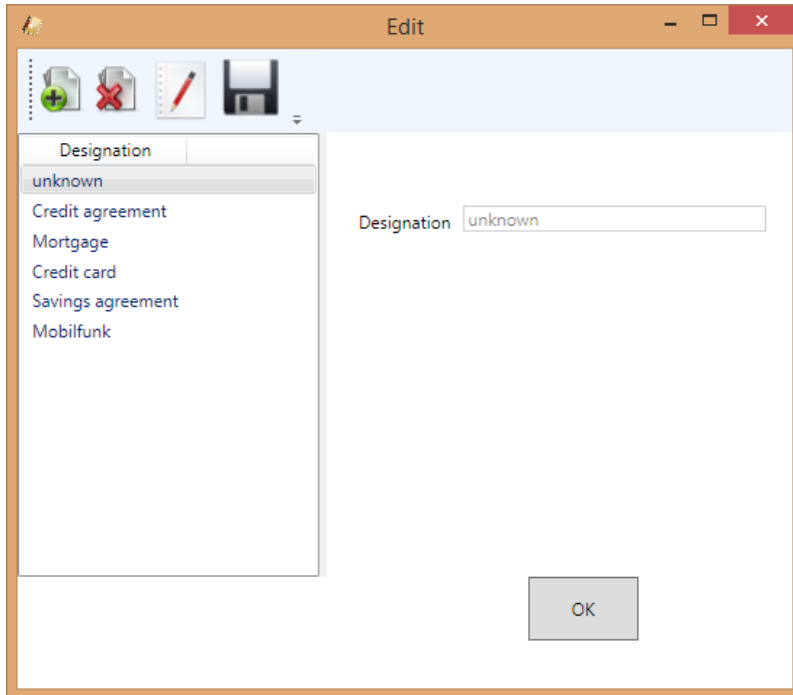 Edit
Designation
unknown
Credit agreement
Mortgage
Credit card
Savings agreement
Mobilfunk
Designation unknown
OK